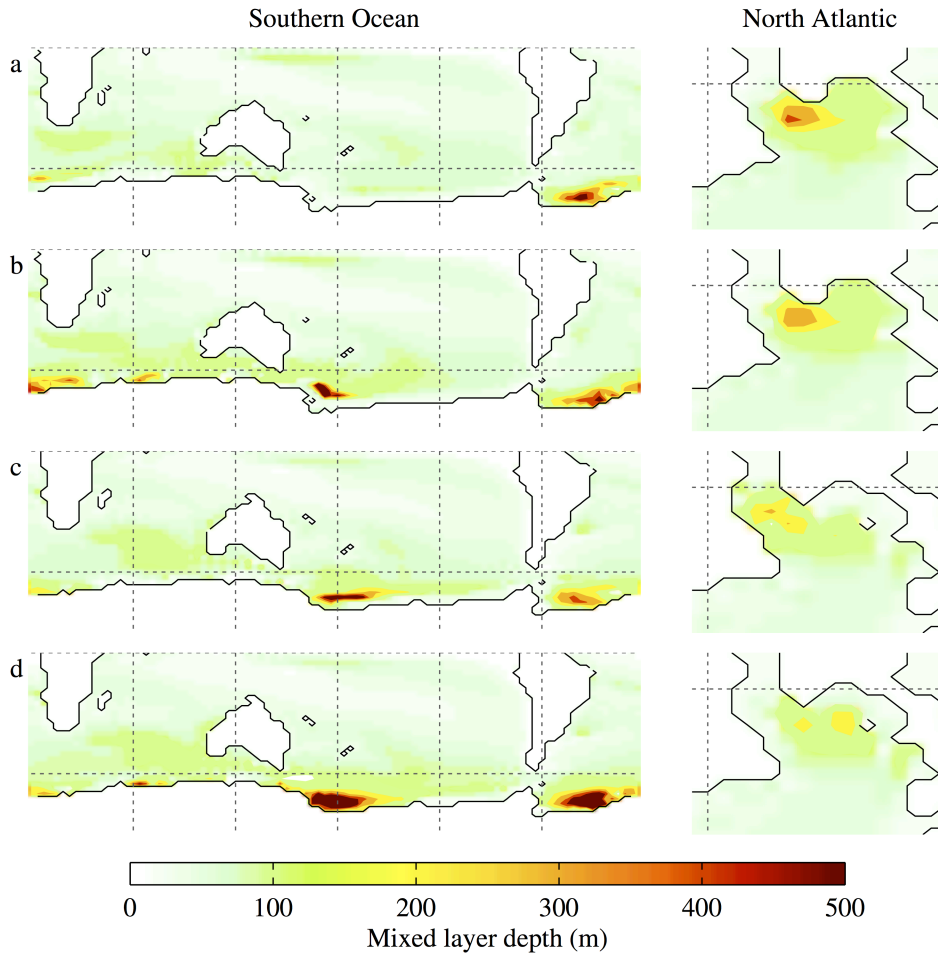 Southern Ocean
North Atlantic
a
b
c
d
0 100 200 300 400 500
Mixed layer depth (m)